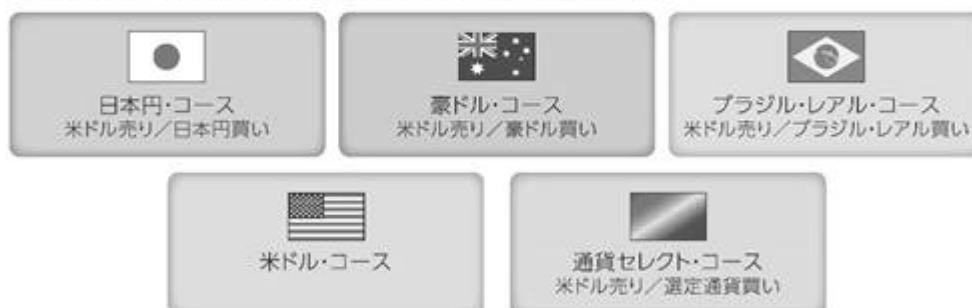 日本円・コース
米ドル売り／日本円買い
豪ドル・コース
米ドル売り／豪ドル買い
ブラジル・レアル・コース
米ドル売り／ブラジル・レアル買い
米ドル・コース
通貨セレクト・コース
米ドル売り／選定通貨買い